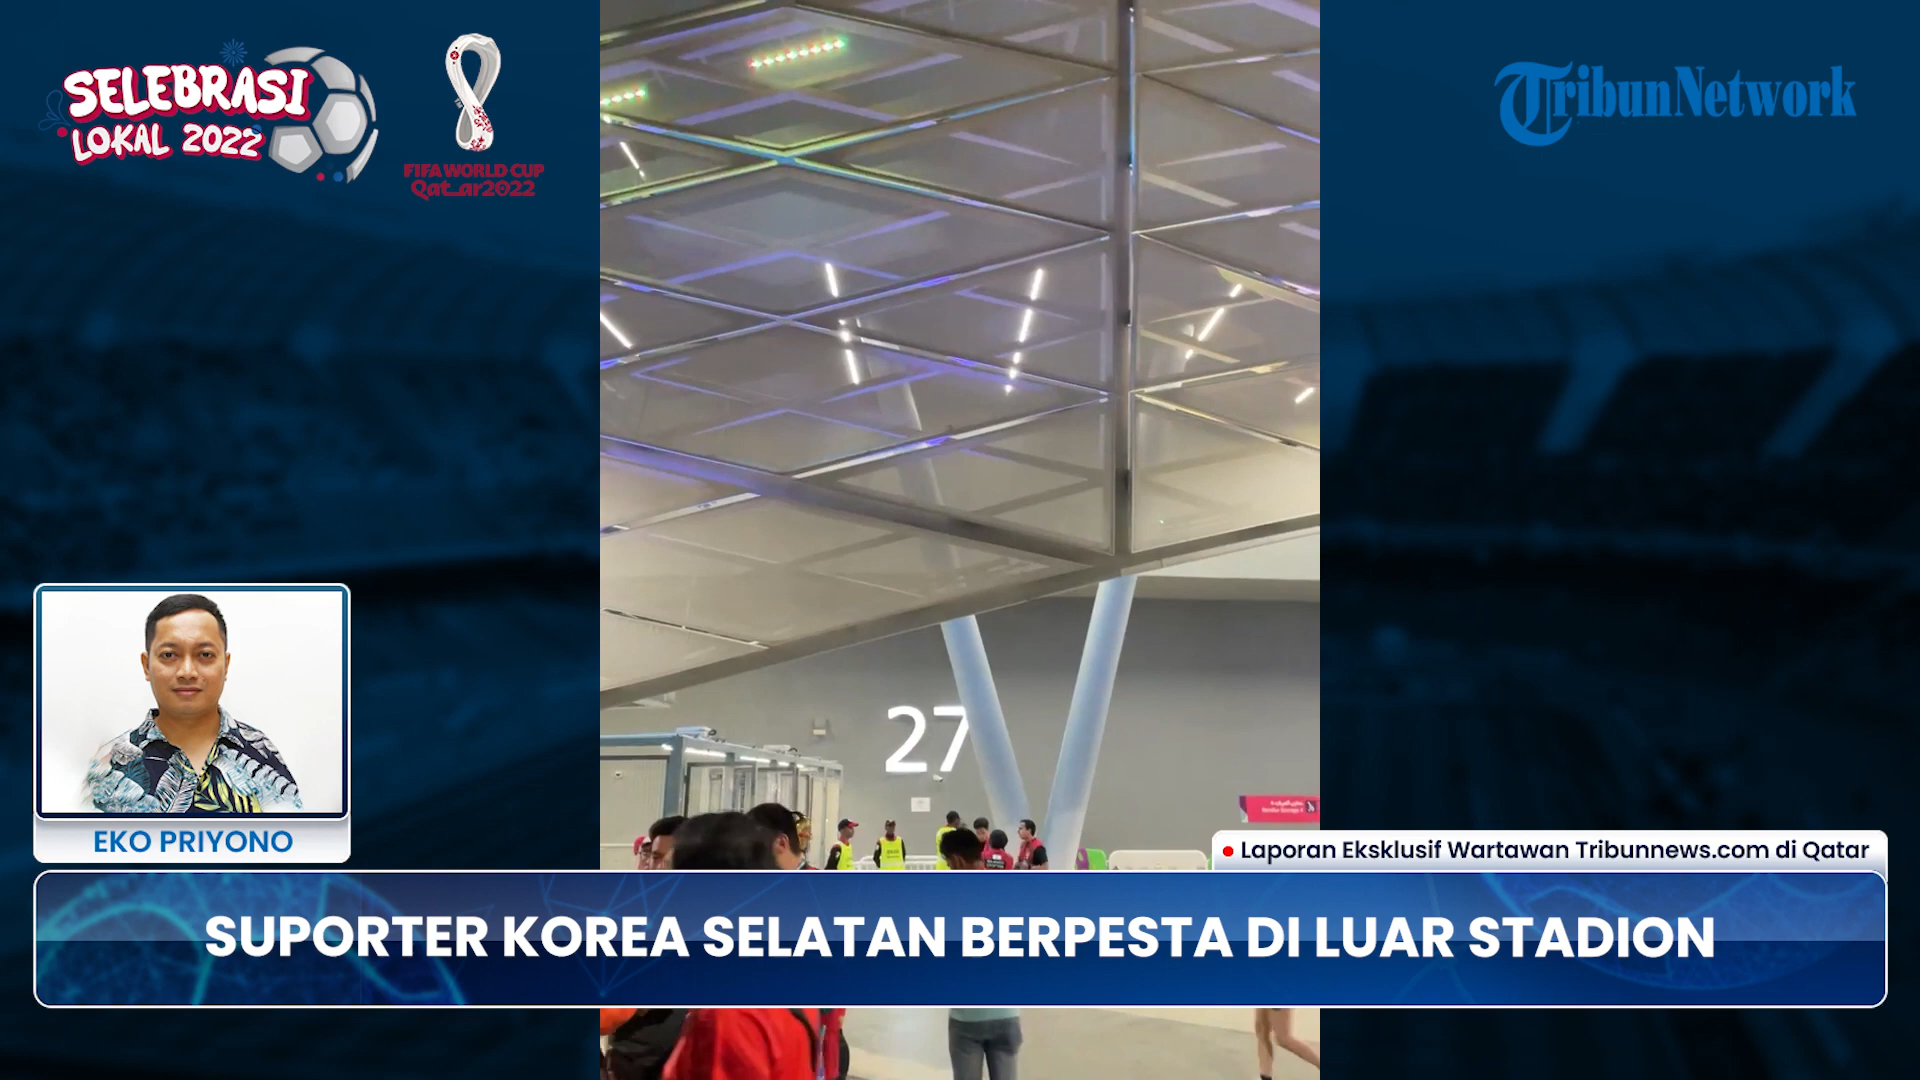 SELEBRASI
LOKAL 2022
FIFA WORLD CUP
Qatar2022
TribunNetwork
27
EKO PRIYONO
Laporan Eksklusif Wartawan Tribunnews.com di Qatar
SUPORTER KOREA SELATAN BERPESTA DI LUAR STADION